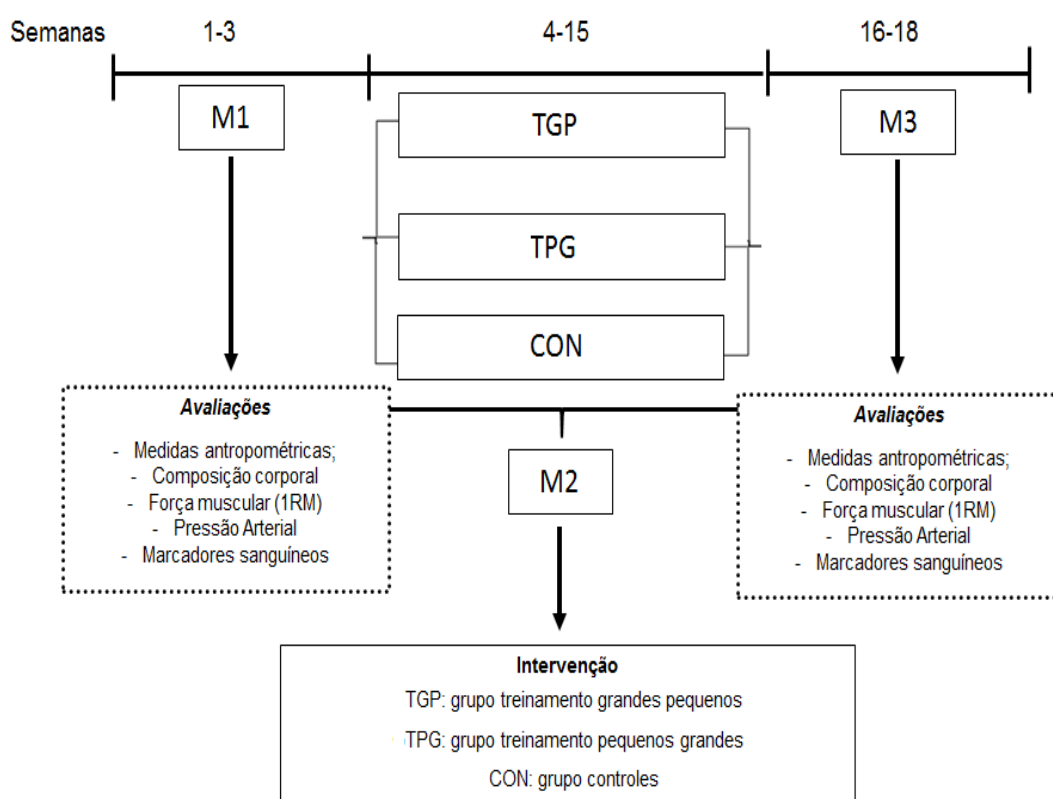 Semanas 1-3 4-15 16-18
M1
TGP
M3
TPG
CON
Avaliações
- Medidas antropométricas;
- Composição corporal
- Força muscular (1RM)
- Pressão Arterial
- Marcadores sanguíneos
M2
Avaliações
- Medidas antropométricas;
- Composição corporal
- Força muscular (1RM)
- Pressão Arterial
- Marcadores sanguíneos
Intervenção
TGP: grupo treinamento grandes pequenos
TPG: grupo treinamento pequenos grandes
CON: grupo controles